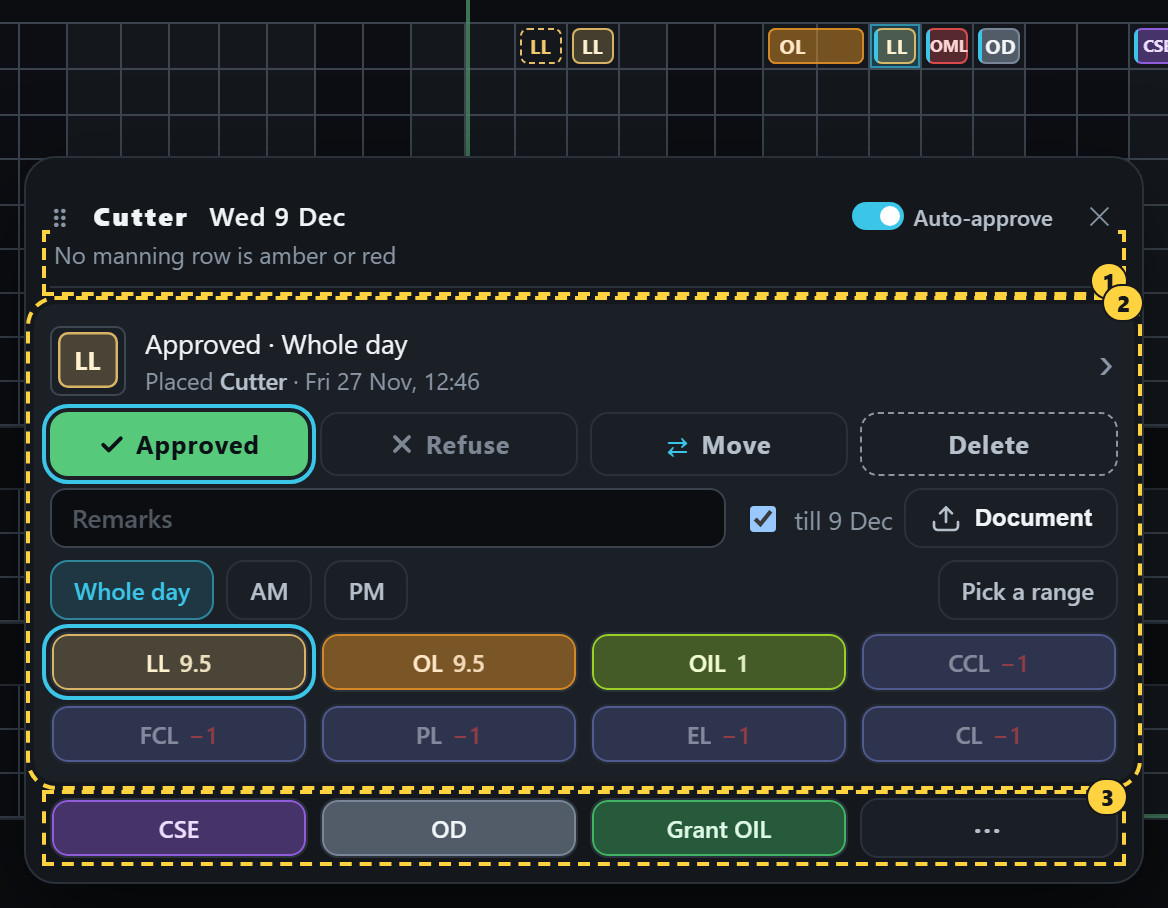 LL LL OL LL OML OD CSE
Cutter Wed 9 Dec Auto-approve
No manning row is amber or red
1
2
LL Approved · Whole day
Placed Cutter · Fri 27 Nov, 12:46
Approved Refuse Move Delete
Remarks till 9 Dec Document
Whole day AM PM Pick a range
LL 9.5 OL 9.5 OIL 1 CCL −1
FCL −1 PL −1 EL −1 CL −1
3
CSE OD Grant OIL ...